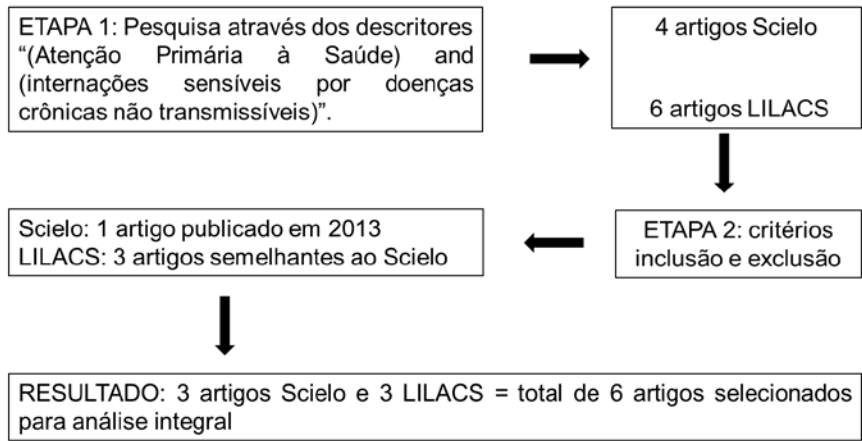 ETAPA 1: Pesquisa através dos descritores
“(Atenção Primária à Saúde) and
(internações sensíveis por doenças
crônicas não transmissíveis)”.
4 artigos Scielo
6 artigos LILACS
ETAPA 2: critérios
inclusão e exclusão
Scielo: 1 artigo publicado em 2013
LILACS: 3 artigos semelhantes ao Scielo
RESULTADO: 3 artigos Scielo e 3 LILACS = total de 6 artigos selecionados
para análise integral